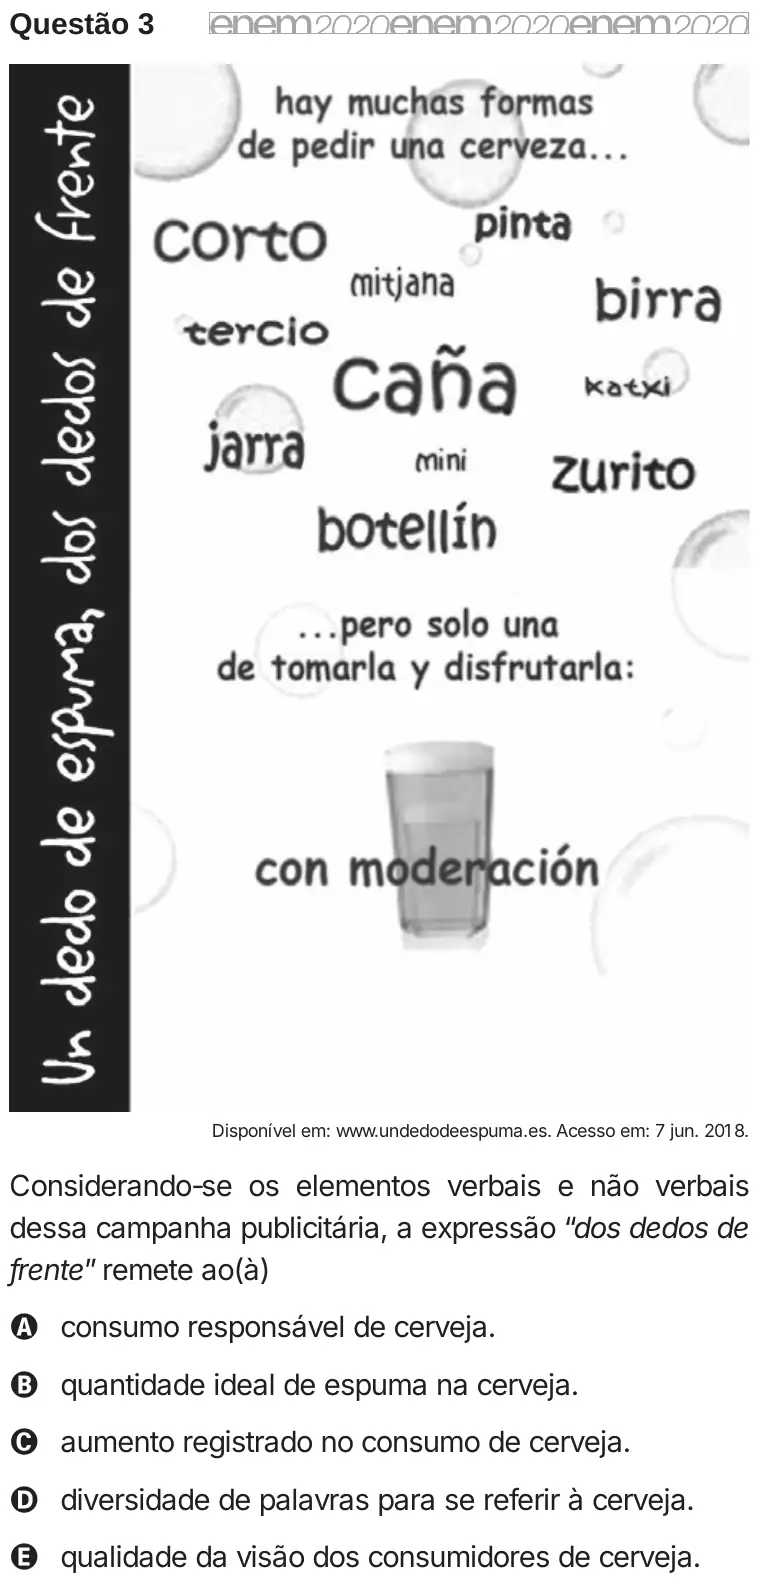 Questão 3
enem2020enem2020enem2020
Un dedo de espuma, dos dedos de frente
hay muchas formas
de pedir una cerveza...
corto
pinta
mitjana
birra
tercio
caña
katxi
jarra
mini
zurito
botellín
...pero solo una
de tomarla y disfrutarla:
con moderación
Disponível em: www.undedodeespuma.es. Acesso em: 7 jun. 2018.
Considerando-se os elementos verbais e não verbais
dessa campanha publicitária, a expressão “dos dedos de
frente” remete ao(à)
A consumo responsável de cerveja.
B quantidade ideal de espuma na cerveja.
C aumento registrado no consumo de cerveja.
D diversidade de palavras para se referir à cerveja.
E qualidade da visão dos consumidores de cerveja.